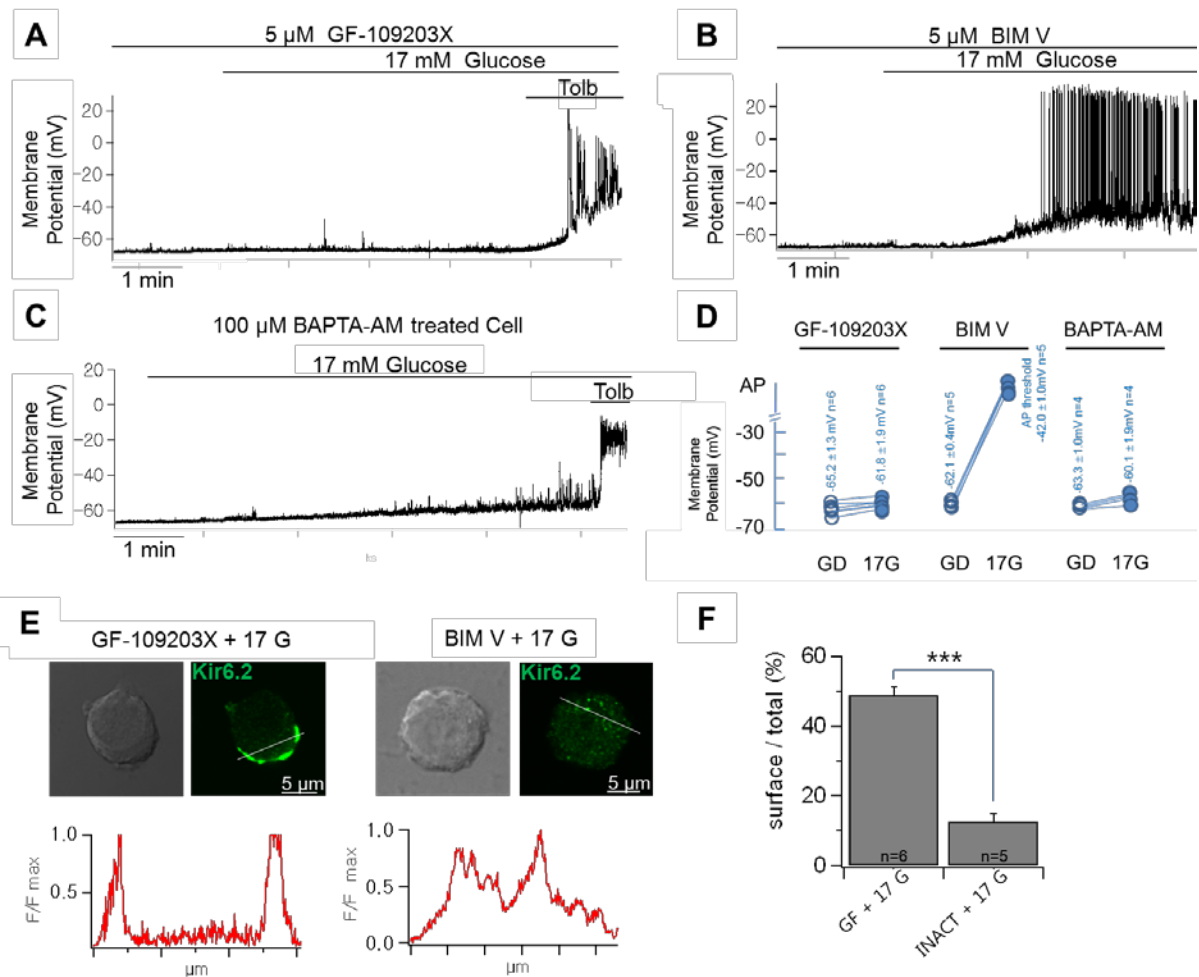 A
5 µM GF-109203X
17 mM Glucose
Tolb
Membrane
Potential (mV)
20
0
−20
−40
−60
1 min
B
5 µM BIM V
17 mM Glucose
Membrane
Potential (mV)
20
0
−20
−40
−60
1 min
C
100 µM BAPTA-AM treated Cell
17 mM Glucose
Tolb
Membrane
Potential (mV)
20
0
−20
−40
−60
1 min
D
GF-109203X
BIM V
BAPTA-AM
AP
-30
-50
-70
Membrane
Potential (mV)
-65.2 ± 1.3 mV n=6
-61.8 ± 1.9 mV n=6
-62.1 ±0.4mV n=5
AP threshold
-42.0 ± 1.0mV n=5
-63.3 ± 1.0mV n=4
-60.1 ± 1.9mV n=4
GD 17G
GD 17G
GD 17G
E
GF-109203X + 17 G
BIM V + 17 G
Kir6.2
5 µm
Kir6.2
5 µm
F/F max
1.0
0.5
µm
F/F max
1.0
0.5
0.0
µm
F
surface / total (%)
60
40
20
0
***
n=6
n=5
GF + 17 G
INACT + 17 G